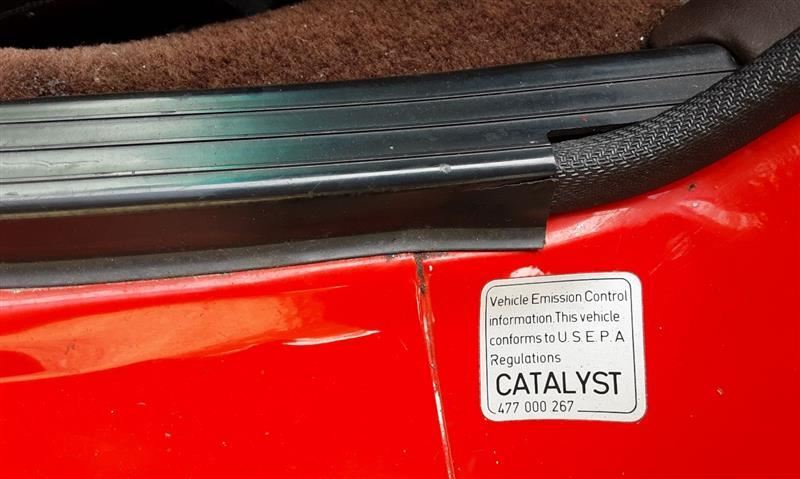 Vehicle Emission Control
information.This vehicle
conforms to U.S.E.P.A
Regulations
CATALYST
477 000 267